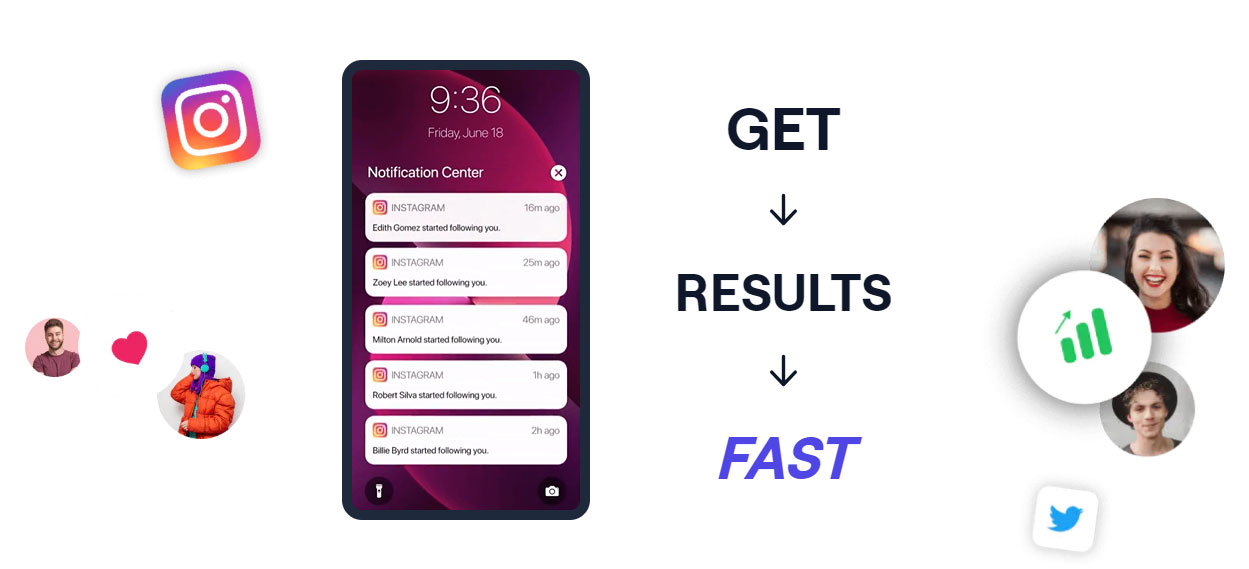 9:36
Friday, June 18
Notification Center
INSTAGRAM 16m ago
Edith Gomez started following you.
INSTAGRAM 25m ago
Zoey Lee started following you.
INSTAGRAM 46m ago
Milton Arnold started following you.
INSTAGRAM 1h ago
Robert Silva started following you.
INSTAGRAM 2h ago
Billie Byrd started following you.
GET
RESULTS
FAST